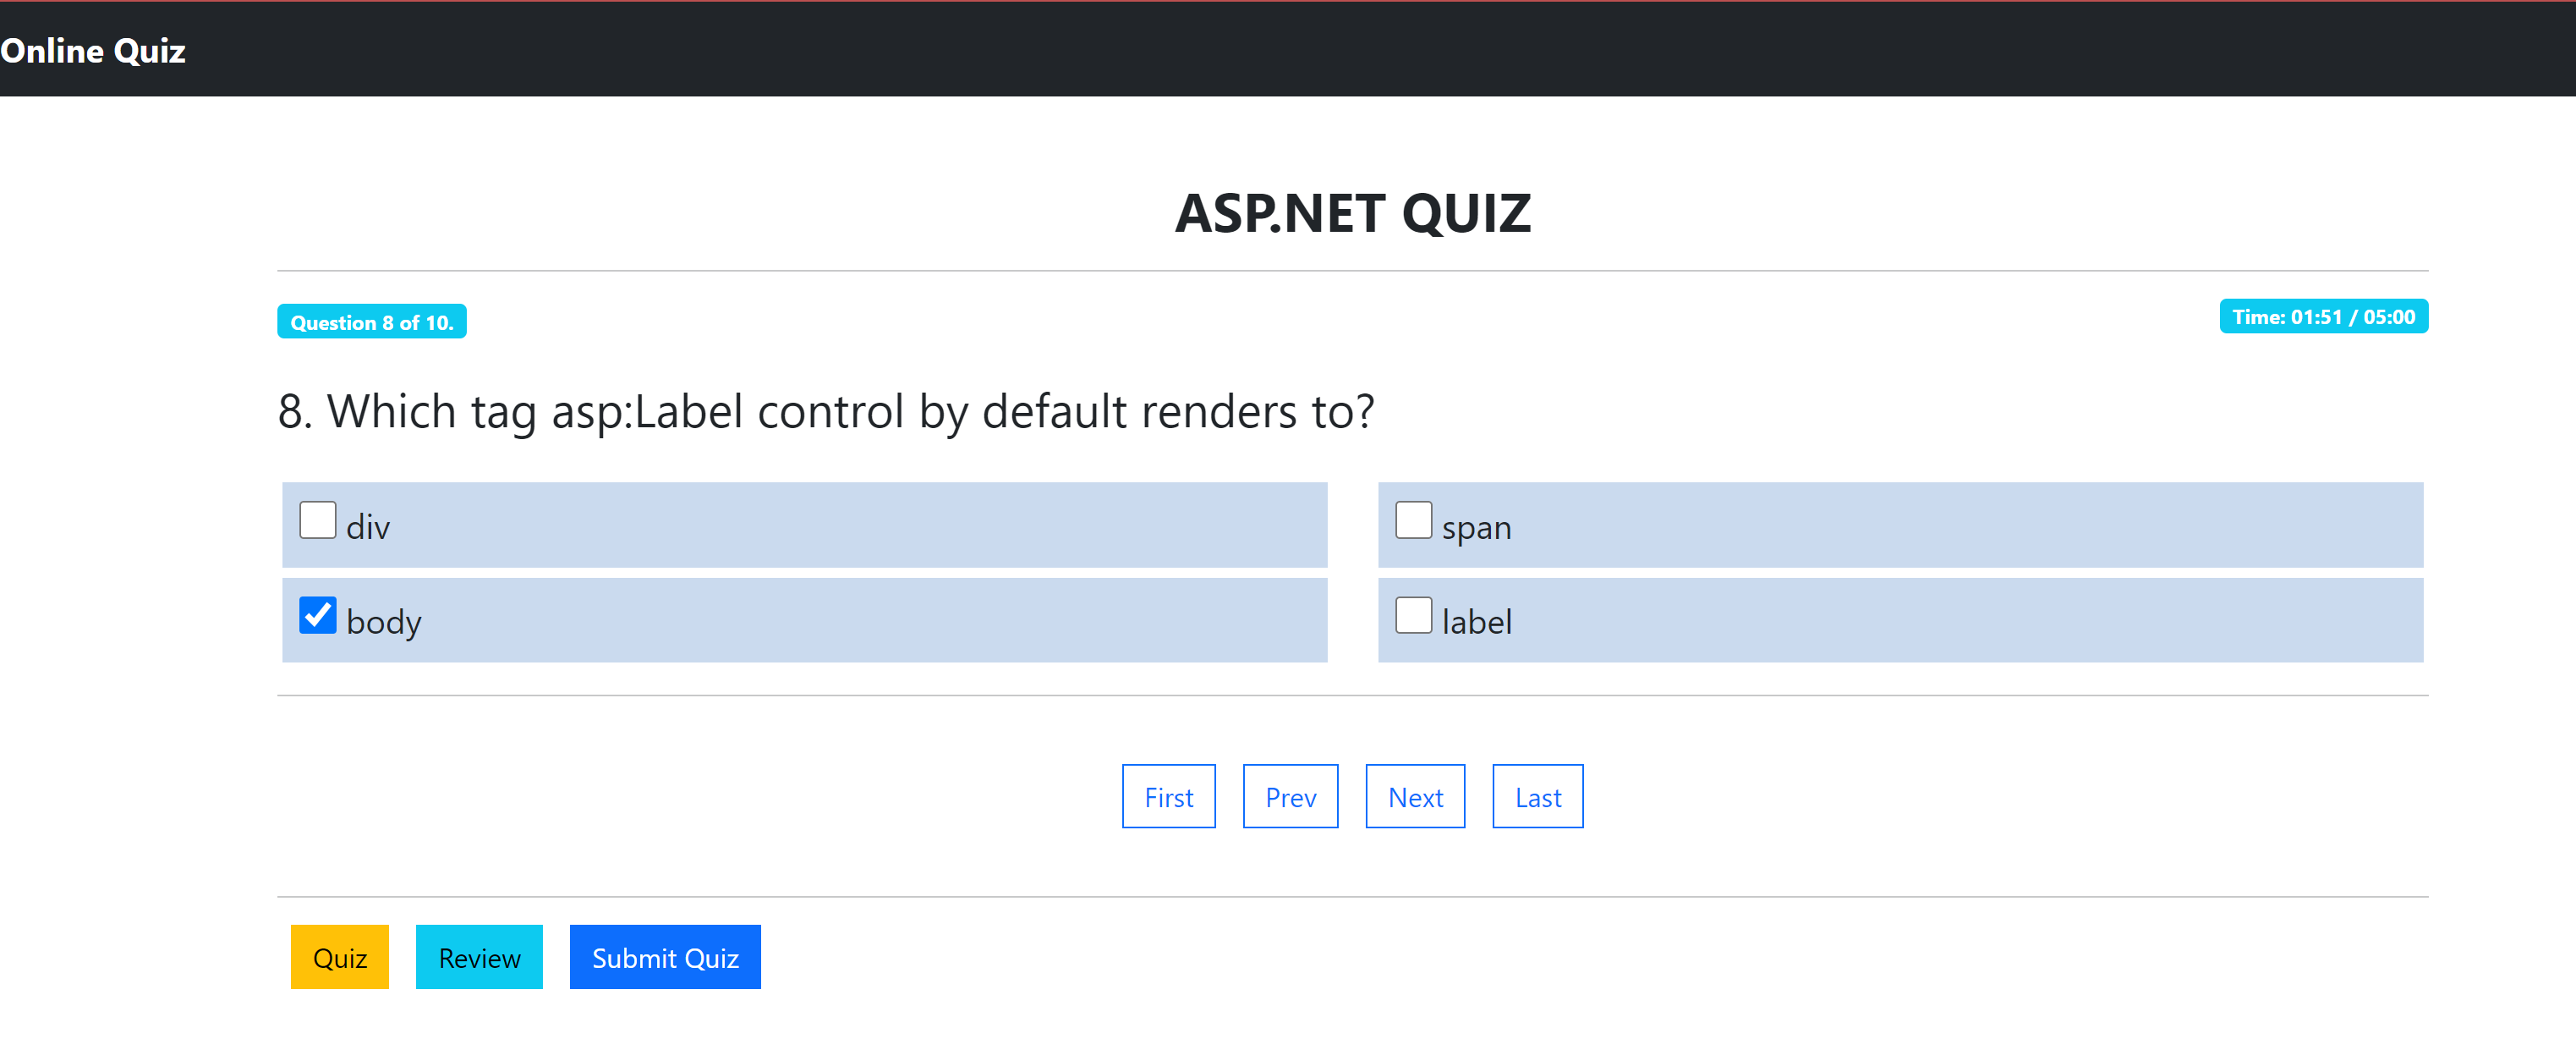 Online Quiz
ASP.NET QUIZ
Question 8 of 10.
Time: 01:51 / 05:00
8. Which tag asp:Label control by default renders to?
div
span
body
label
First Prev Next Last
Quiz Review Submit Quiz